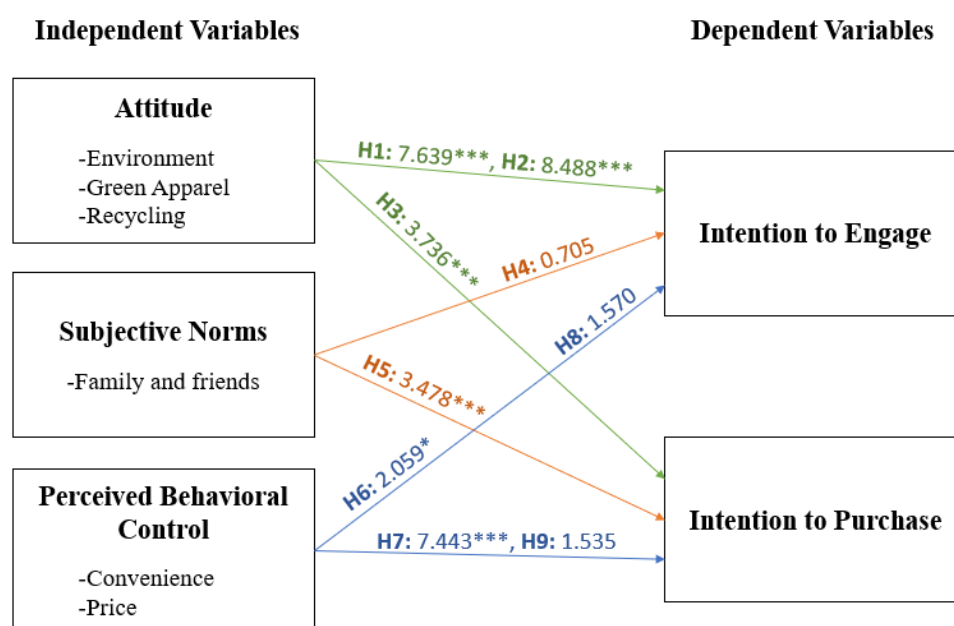 Independent Variables
Dependent Variables
Attitude
-Environment
-Green Apparel
-Recycling
Subjective Norms
-Family and friends
Perceived Behavioral
Control
-Convenience
-Price
H1: 7.639***, H2: 8.488***
H3: 3.736***
H4: 0.705
H5: 3.478***
H6: 2.059*
H8: 1.570
H7: 7.443***, H9: 1.535
Intention to Engage
Intention to Purchase